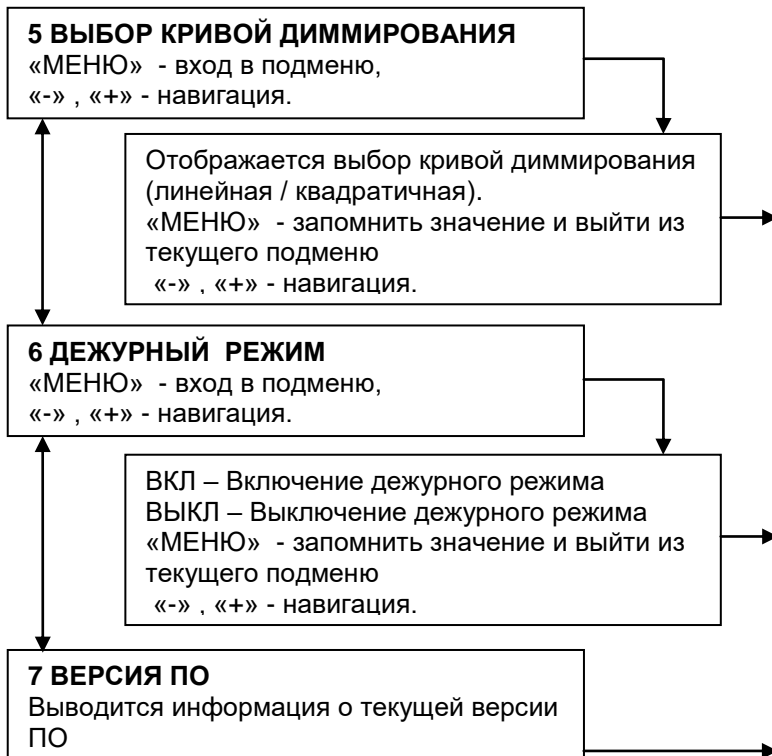 5 ВЫБОР КРИВОЙ ДИММИРОВАНИЯ
«МЕНЮ» - вход в подменю,
«-» , «+» - навигация.
Отображается выбор кривой диммирования
(линейная / квадратичная).
«МЕНЮ» - запомнить значение и выйти из
текущего подменю
«-» , «+» - навигация.
6 ДЕЖУРНЫЙ РЕЖИМ
«МЕНЮ» - вход в подменю,
«-» , «+» - навигация.
ВКЛ – Включение дежурного режима
ВЫКЛ – Выключение дежурного режима
«МЕНЮ» - запомнить значение и выйти из
текущего подменю
«-» , «+» - навигация.
7 ВЕРСИЯ ПО
Выводится информация о текущей версии
ПО